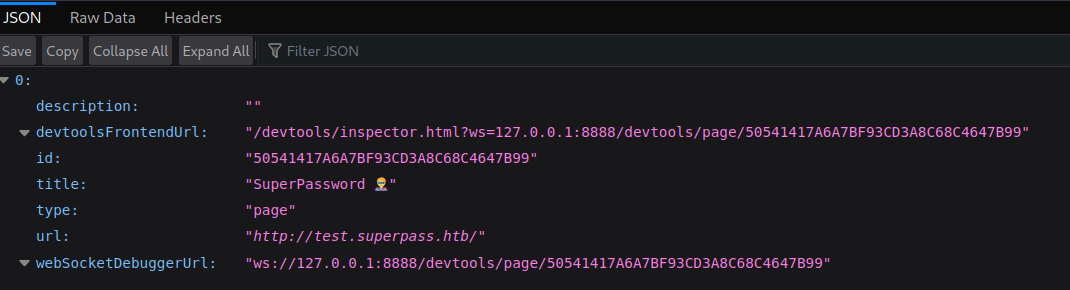 JSON Raw Data Headers
Save Copy Collapse All Expand All Filter JSON
0:
description: ""
devtoolsFrontendUrl: "/devtools/inspector.html?ws=127.0.0.1:8888/devtools/page/50541417A6A7BF93CD3A8C68C4647B99"
id: "50541417A6A7BF93CD3A8C68C4647B99"
title: "SuperPassword 🦸"
type: "page"
url: "http://test.superpass.htb/"
webSocketDebuggerUrl: "ws://127.0.0.1:8888/devtools/page/50541417A6A7BF93CD3A8C68C4647B99"